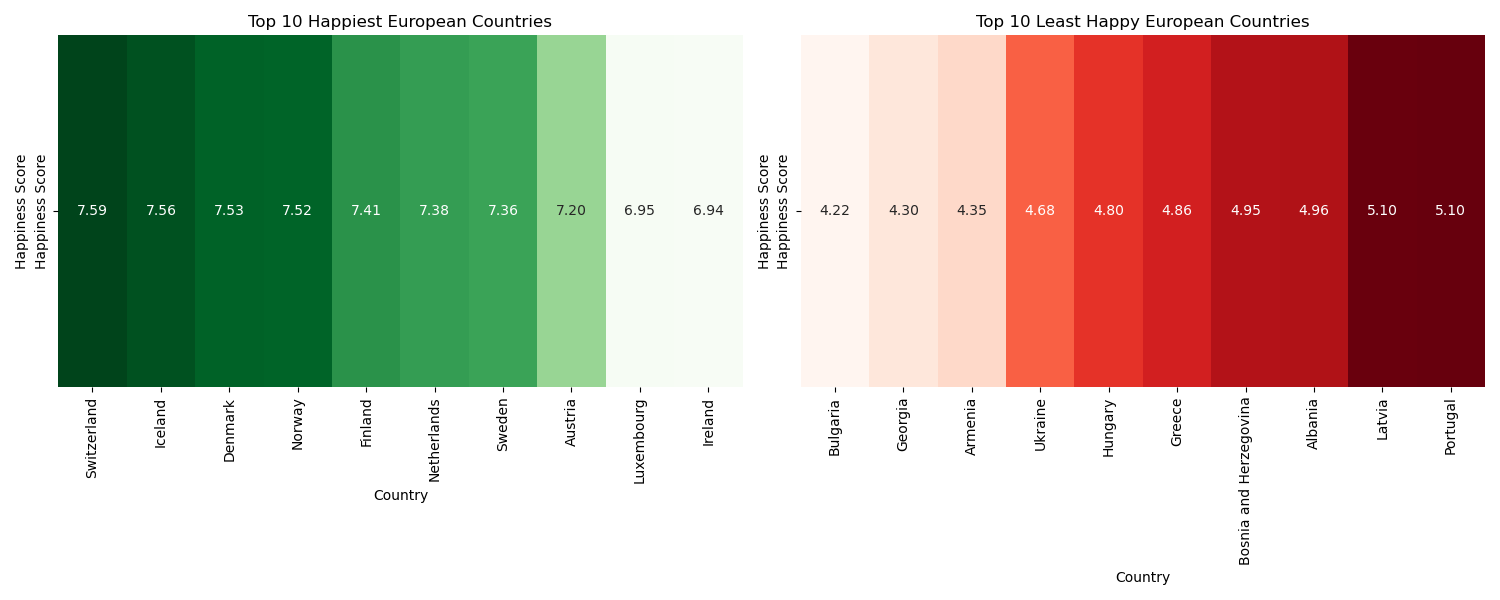 Top 10 Happiest European Countries
Happiness Score
Happiness Score
7.59 7.56 7.53 7.52 7.41 7.38 7.36 7.20 6.95 6.94
Switzerland
Iceland
Denmark
Norway
Finland
Netherlands
Sweden
Austria
Luxembourg
Ireland
Country
Top 10 Least Happy European Countries
Happiness Score
Happiness Score
4.22 4.30 4.35 4.68 4.80 4.86 4.95 4.96 5.10 5.10
Bulgaria
Georgia
Armenia
Ukraine
Hungary
Greece
Bosnia and Herzegovina
Albania
Latvia
Portugal
Country